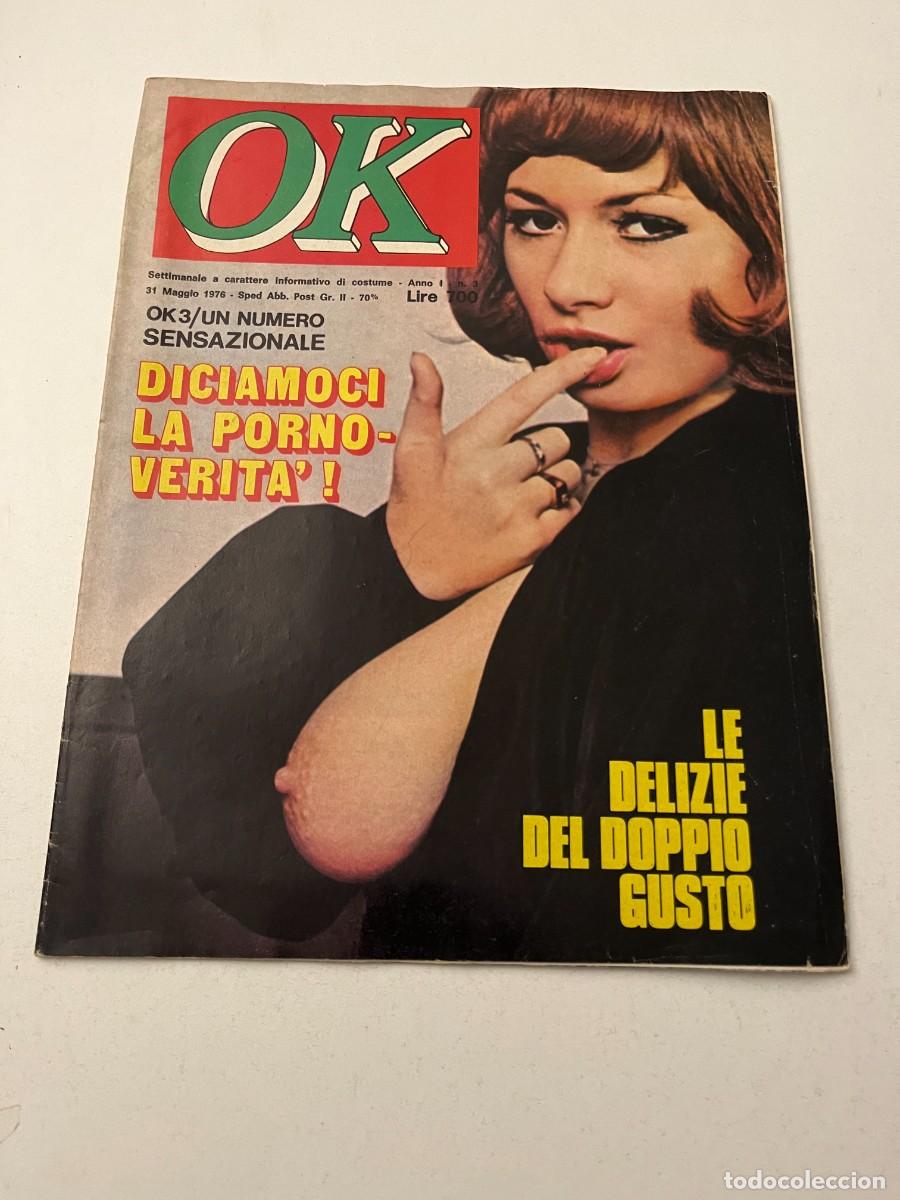 OK
Settimanale a carattere informativo di costume - Anno I - n. 3
31 Maggio 1976 - Sped Abb. Post Gr. II - 70% Lire 700
OK3/UN NUMERO
SENSAZIONALE
DICIAMOCI
LA PORNO-
VERITA' !
LE
DELIZIE
DEL DOPPIO
GUSTO
todocoleccion